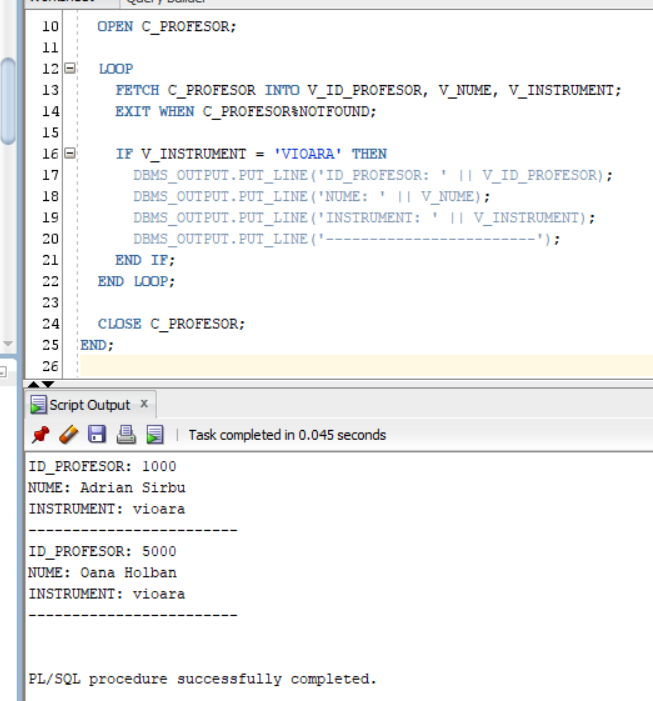 Query Builder
10 OPEN C_PROFESOR;
11
12 LOOP
13 FETCH C_PROFESOR INTO V_ID_PROFESOR, V_NUME, V_INSTRUMENT;
14 EXIT WHEN C_PROFESOR%NOTFOUND;
15
16 IF V_INSTRUMENT = 'VIOARA' THEN
17 DBMS_OUTPUT.PUT_LINE('ID_PROFESOR: ' || V_ID_PROFESOR);
18 DBMS_OUTPUT.PUT_LINE('NUME: ' || V_NUME);
19 DBMS_OUTPUT.PUT_LINE('INSTRUMENT: ' || V_INSTRUMENT);
20 DBMS_OUTPUT.PUT_LINE('------------------------');
21 END IF;
22 END LOOP;
23
24 CLOSE C_PROFESOR;
25 END;
26
Script Output x
Task completed in 0.045 seconds
ID_PROFESOR: 1000
NUME: Adrian Sirbu
INSTRUMENT: vioara
------------------------
ID_PROFESOR: 5000
NUME: Oana Holban
INSTRUMENT: vioara
------------------------
PL/SQL procedure successfully completed.